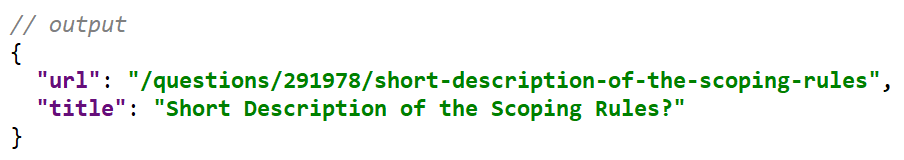 // output
{
  "url": "/questions/291978/short-description-of-the-scoping-rules",
  "title": "Short Description of the Scoping Rules?"
}